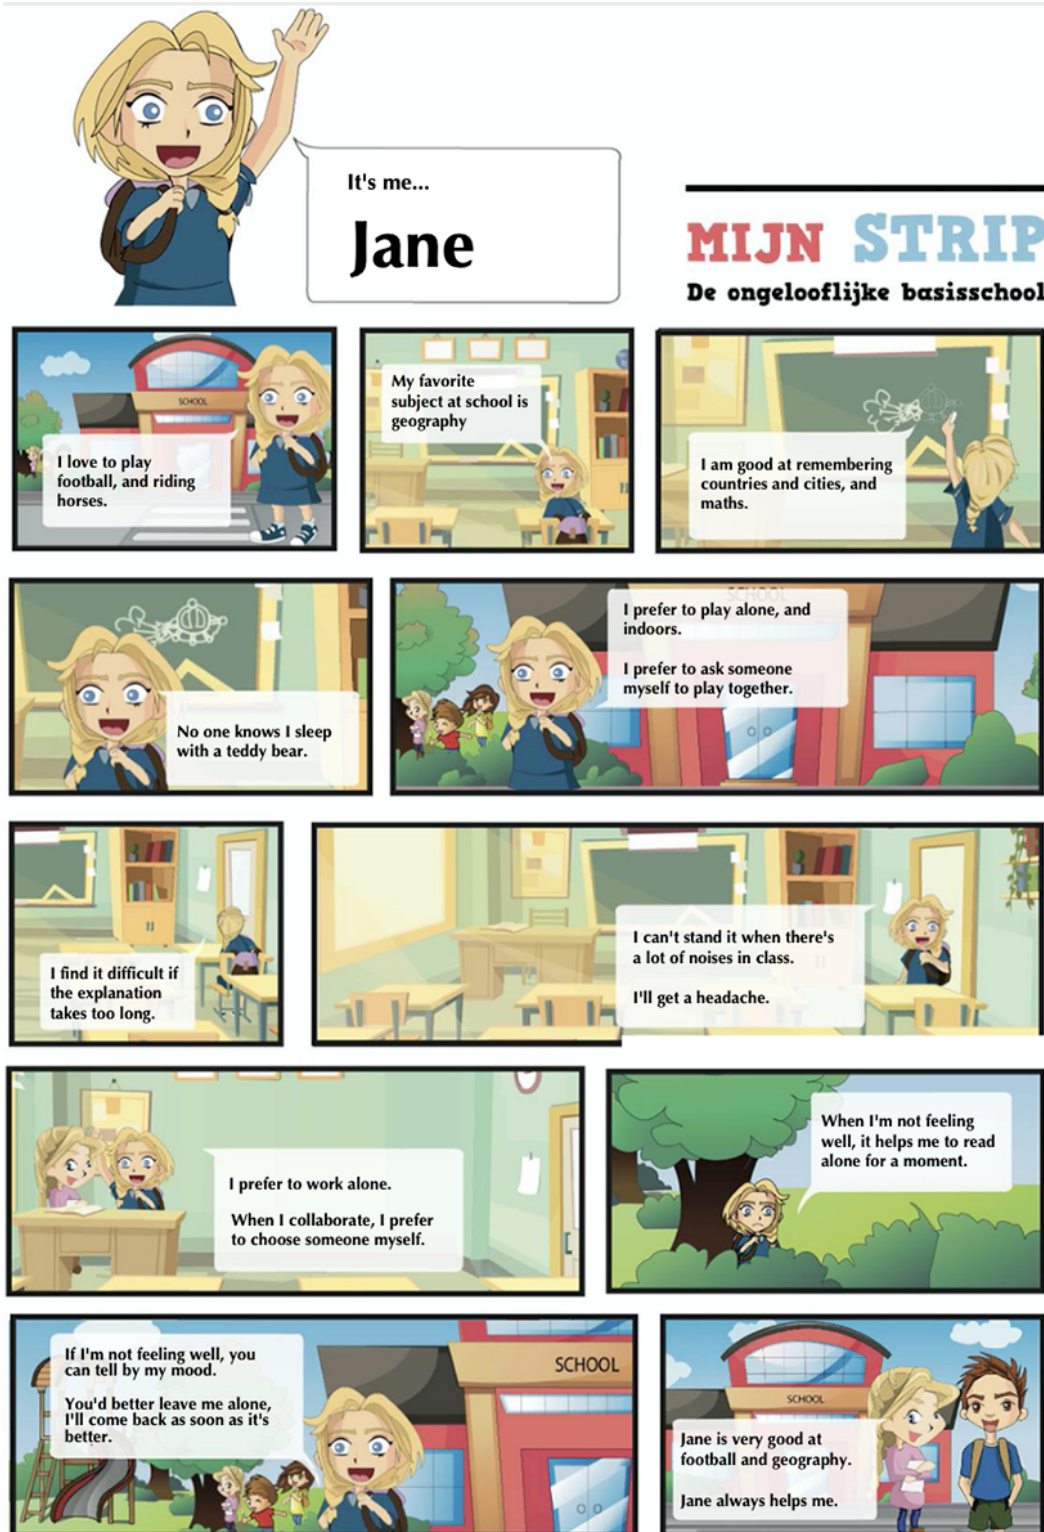 It's me...
Jane
MIJN STRIP
De ongelooflijke basisschool
SCHOOL
I love to play
football, and riding
horses.
My favorite
subject at school is
geography
I am good at remembering
countries and cities, and
maths.
No one knows I sleep
with a teddy bear.
SCHOOL
I prefer to play alone, and
indoors.
I prefer to ask someone
myself to play together.
I find it difficult if
the explanation
takes too long.
I can't stand it when there's
a lot of noises in class.
I'll get a headache.
I prefer to work alone.
When I collaborate, I prefer
to choose someone myself.
When I'm not feeling
well, it helps me to read
alone for a moment.
If I'm not feeling well, you
can tell by my mood.
You'd better leave me alone,
I'll come back as soon as it's
better.
SCHOOL
SCHOOL
Jane is very good at
football and geography.
Jane always helps me.